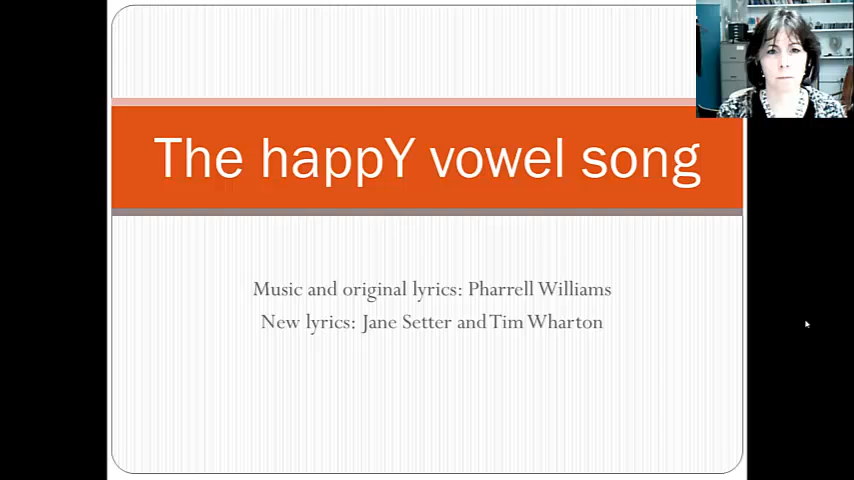 The happY vowel song
Music and original lyrics: Pharrell Williams
New lyrics: Jane Setter and Tim Wharton